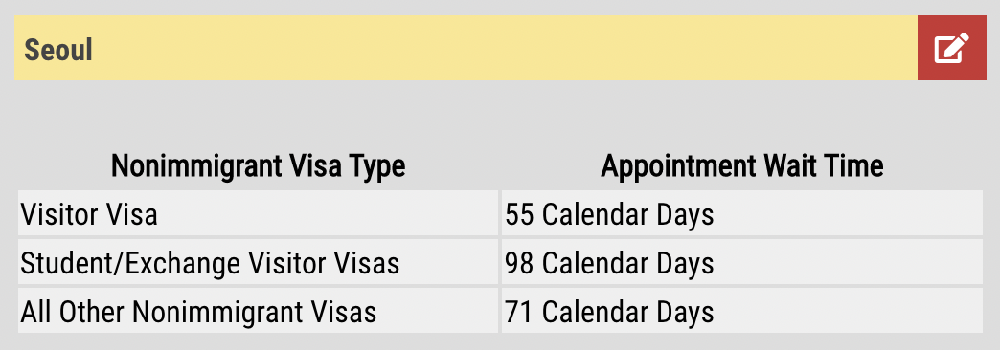 Seoul
Nonimmigrant Visa Type Appointment Wait Time
Visitor Visa 55 Calendar Days
Student/Exchange Visitor Visas 98 Calendar Days
All Other Nonimmigrant Visas 71 Calendar Days